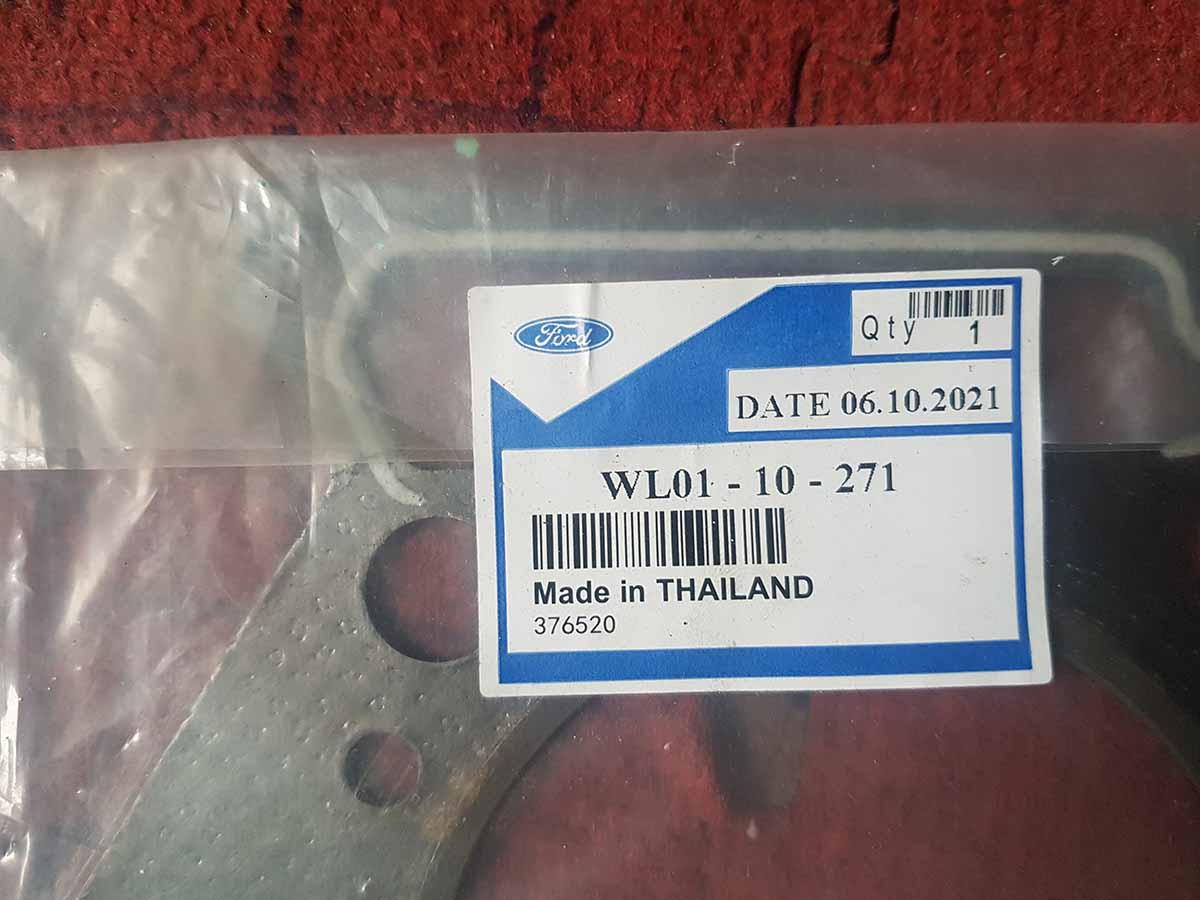 Ford
Qty 1
DATE 06.10.2021
WL01 - 10 - 271
Made in THAILAND
376520